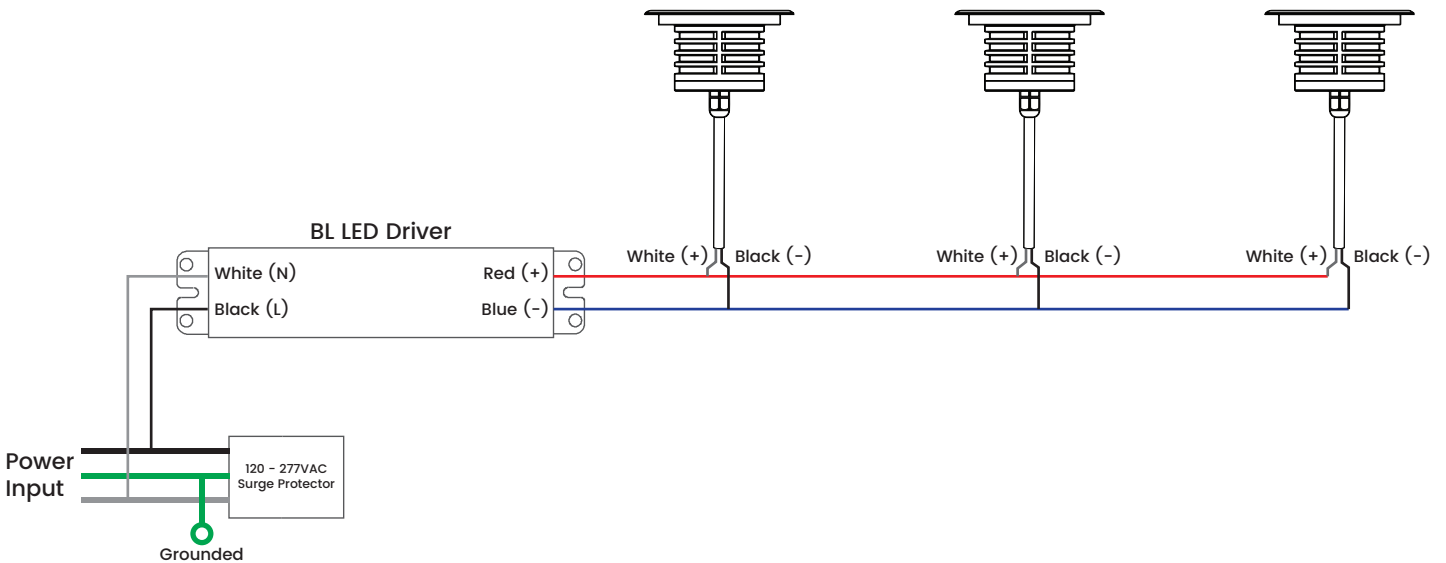 BL LED Driver
White (N)
Red (+)
Black (L)
Blue (-)
White (+) Black (-)
White (+) Black (-)
White (+) Black (-)
Power
Input
120 - 277VAC
Surge Protector
Grounded